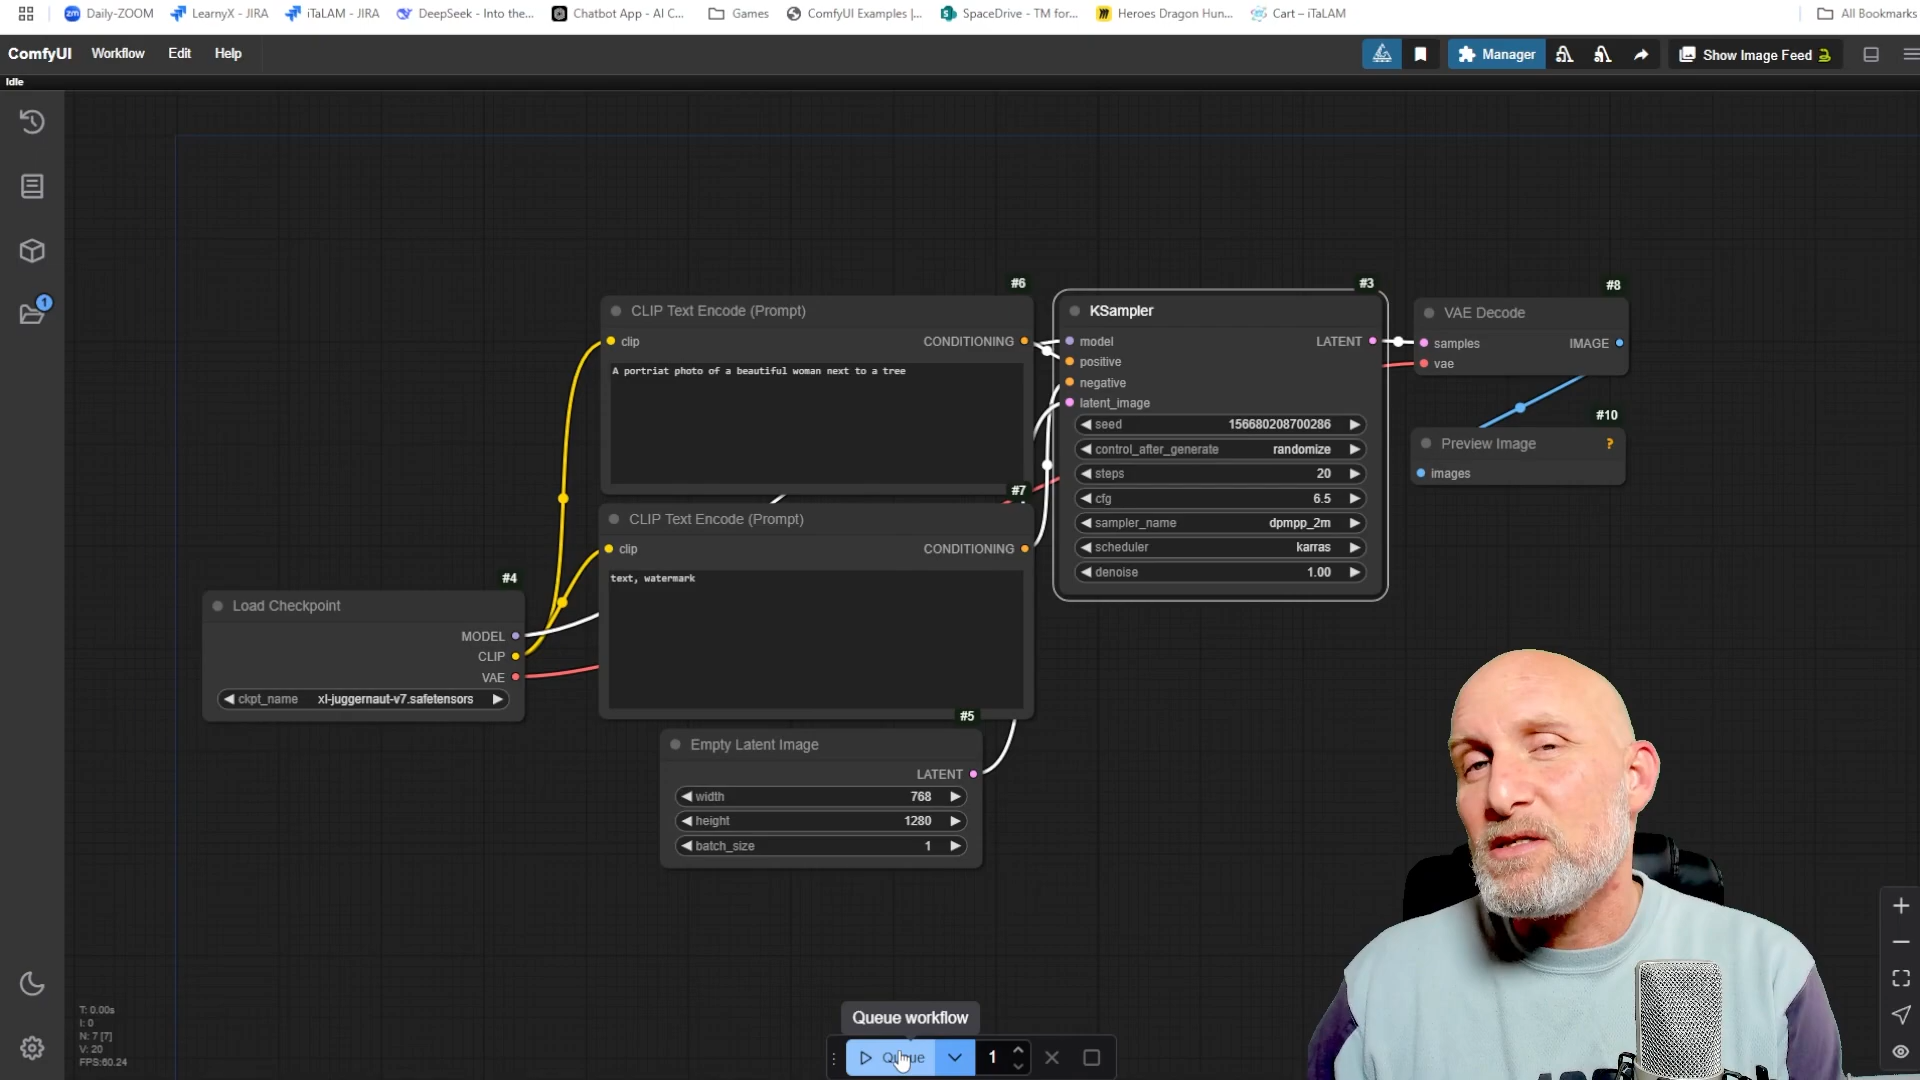 Daily-ZOOM LearnyX - JIRA iTaLAM - JIRA DeepSeek - Into the... Chatbot App - AI C... Games ComfyUI Examples |... SpaceDrive - TM for... Heroes Dragon Hun... Cart – iTaLAM All Bookmarks
ComfyUI Workflow Edit Help Manager Show Image Feed
Idle
1
#6
CLIP Text Encode (Prompt)
clip CONDITIONING
A portriat photo of a beautiful woman next to a tree
#7
CLIP Text Encode (Prompt)
clip CONDITIONING
text, watermark
#4
Load Checkpoint
MODEL
CLIP
VAE
ckpt_name xl-juggernaut-v7.safetensors
#5
Empty Latent Image
LATENT
width 768
height 1280
batch_size 1
#3
KSampler
model LATENT
positive
negative
latent_image
seed 156680208700286
control_after_generate randomize
steps 20
cfg 6.5
sampler_name dpmpp_2m
scheduler karras
denoise 1.00
#8
VAE Decode
samples IMAGE
vae
#10
Preview Image ?
images
T: 0.00s
I: 0
N: 7 [7]
V: 20
FPS:60.24
Queue workflow
Queue 1